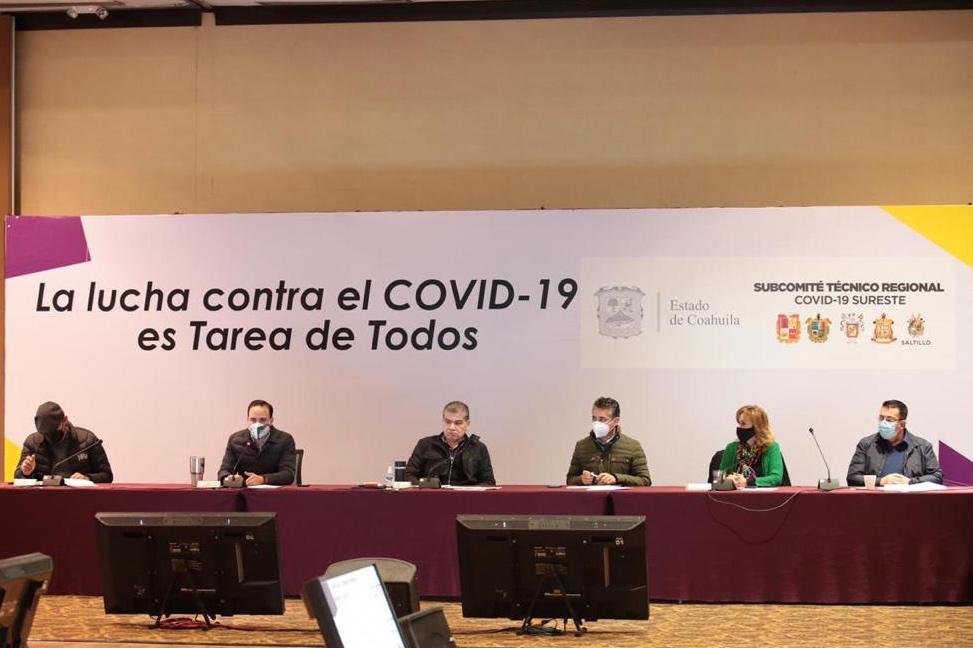 La lucha contra el COVID-19
es Tarea de Todos
Estado
de Coahuila
SUBCOMITÉ TÉCNICO REGIONAL
COVID-19 SURESTE
SALTILLO